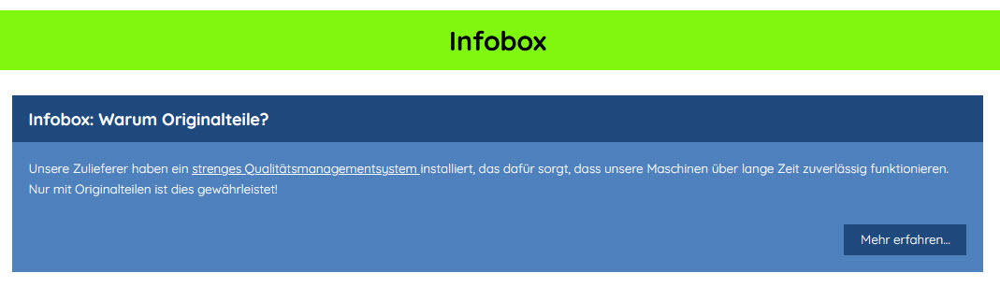 Infobox
Infobox: Warum Originalteile?
Unsere Zulieferer haben ein strenges Qualitätsmanagementsystem installiert, das dafür sorgt, dass unsere Maschinen über lange Zeit zuverlässig funktionieren.
Nur mit Originalteilen ist dies gewährleistet!
Mehr erfahren...